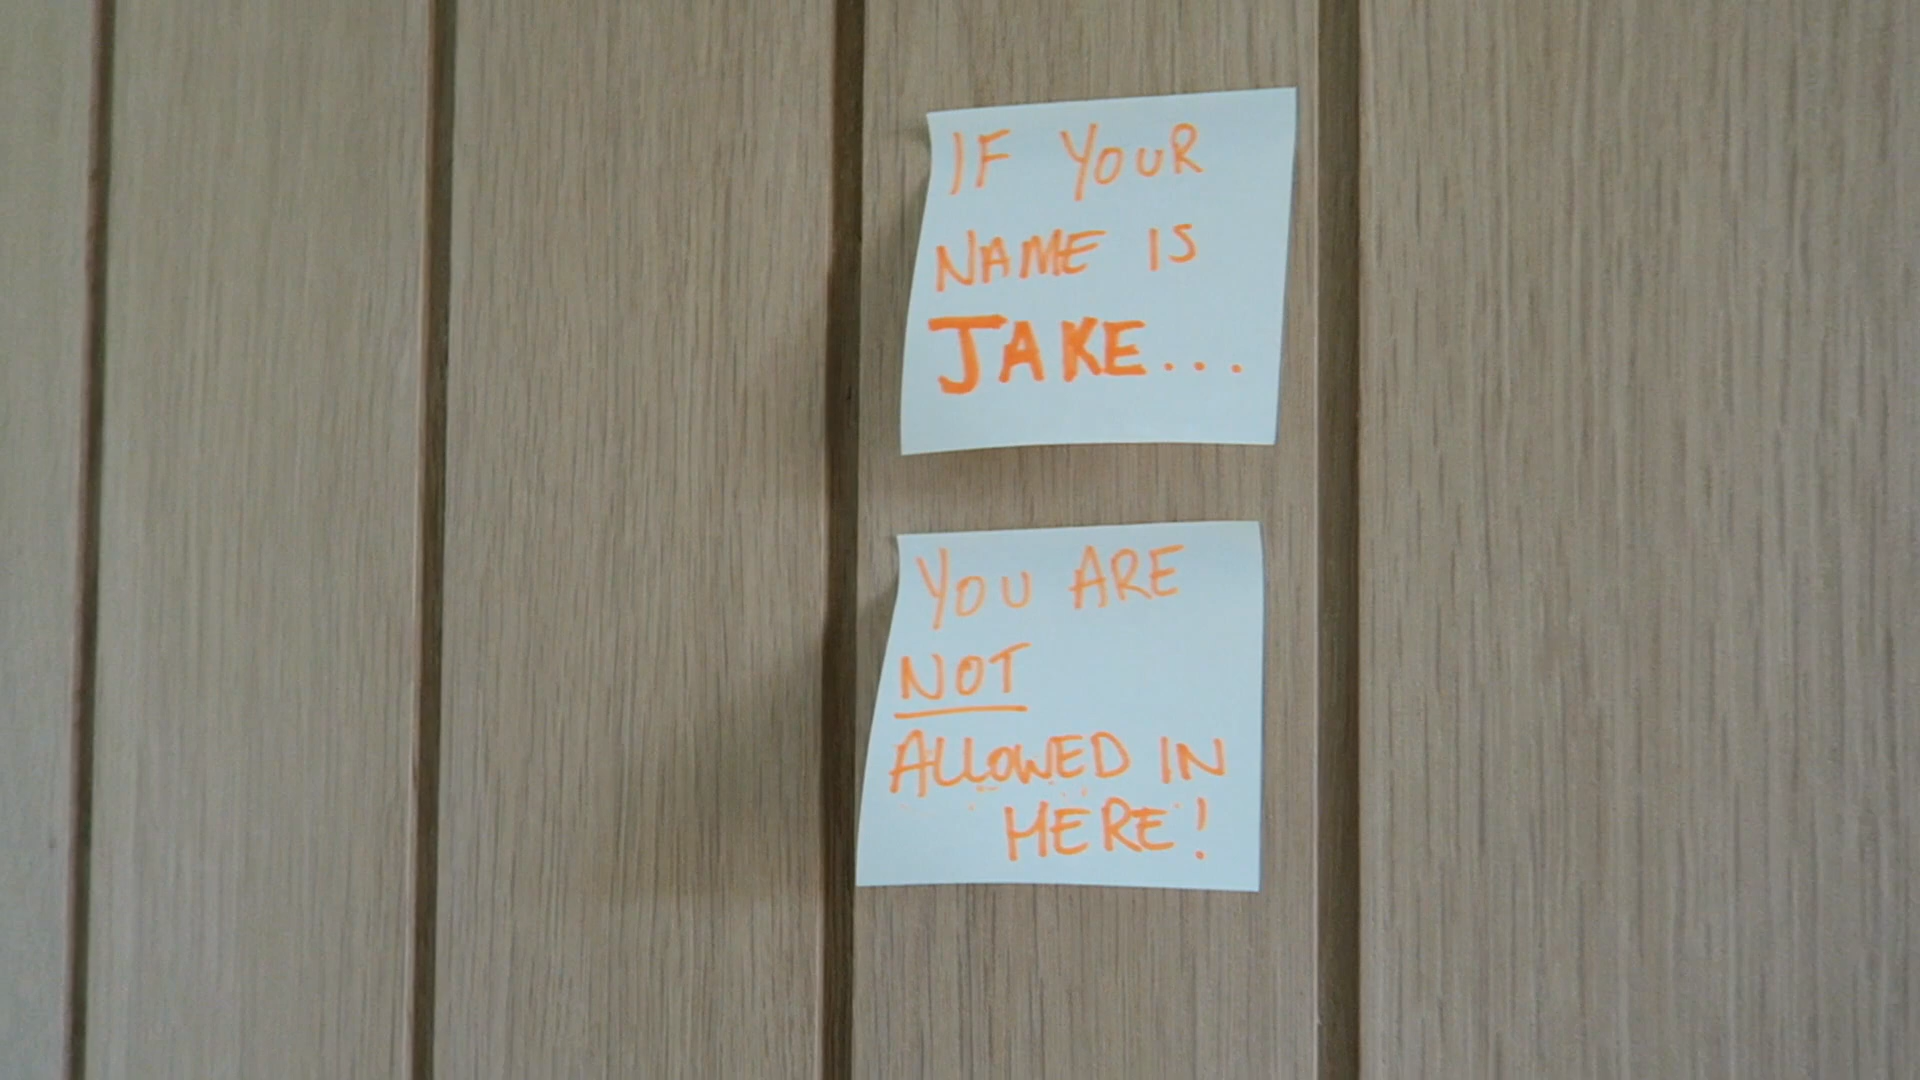 IF YOUR
NAME IS
JAKE...
YOU ARE
NOT
ALLOWED IN
HERE!